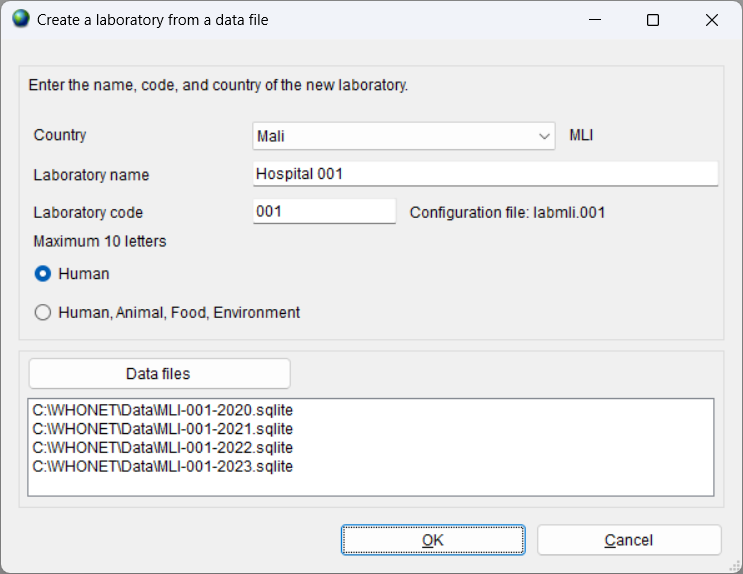 Create a laboratory from a data file
Enter the name, code, and country of the new laboratory.
Country Mali MLI
Laboratory name Hospital 001
Laboratory code 001 Configuration file: labmli.001
Maximum 10 letters
Human
Human, Animal, Food, Environment
Data files
C:\WHONET\Data\MLI-001-2020.sqlite
C:\WHONET\Data\MLI-001-2021.sqlite
C:\WHONET\Data\MLI-001-2022.sqlite
C:\WHONET\Data\MLI-001-2023.sqlite
OK Cancel